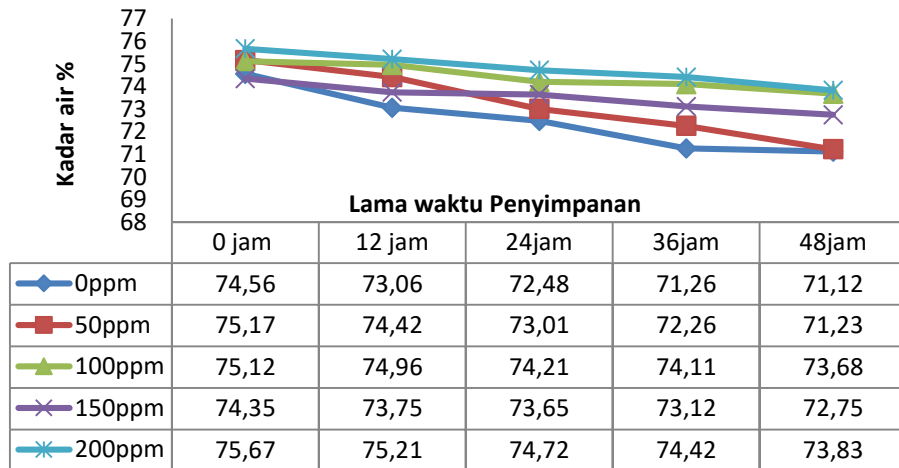 77
76
75
74
73
72
71
70
69
68
Kadar air %
Lama waktu Penyimpanan
0 jam 12 jam 24jam 36jam 48jam
0ppm 74,56 73,06 72,48 71,26 71,12
50ppm 75,17 74,42 73,01 72,26 71,23
100ppm 75,12 74,96 74,21 74,11 73,68
150ppm 74,35 73,75 73,65 73,12 72,75
200ppm 75,67 75,21 74,72 74,42 73,83